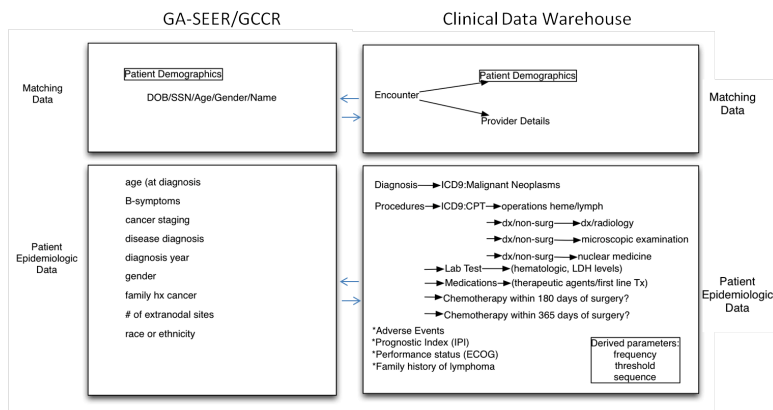 GA-SEER/GCCR
Clinical Data Warehouse
Matching
Data
Patient Demographics
DOB/SSN/Age/Gender/Name
Encounter
Patient Demographics
Provider Details
Matching
Data
Patient
Epidemiologic
Data
age (at diagnosis
B-symptoms
cancer staging
disease diagnosis
diagnosis year
gender
family hx cancer
# of extranodal sites
race or ethnicity
Diagnosis ICD9:Malignant Neoplasms
Procedures ICD9:CPT operations heme/lymph
dx/non-surg dx/radiology
dx/non-surg microscopic examination
dx/non-surg nuclear medicine
Lab Test (hematologic, LDH levels)
Medications (therapeutic agents/first line Tx)
Chemotherapy within 180 days of surgery?
Chemotherapy within 365 days of surgery?
*Adverse Events
*Prognostic Index (IPI)
*Performance status (ECOG)
*Family history of lymphoma
Derived parameters:
frequency
threshold
sequence
Patient
Epidemiologic
Data